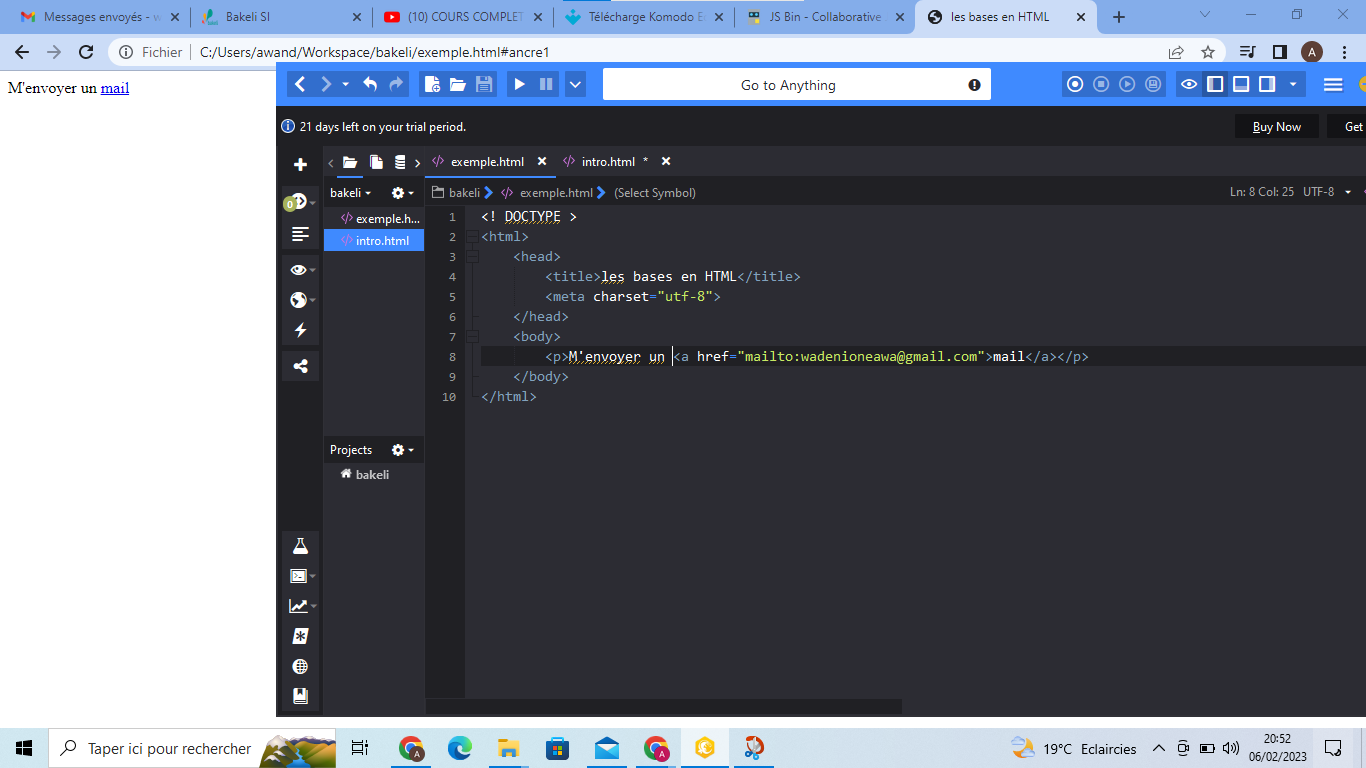 Messages envoyés - w
Bakeli SI
(10) COURS COMPLET
Télécharge Komodo E
JS Bin - Collaborative
les bases en HTML
Fichier
C:/Users/awand/Workspace/bakeli/exemple.html#ancre1
A
M'envoyer un mail
Go to Anything
21 days left on your trial period.
Buy Now
Get
exemple.html
intro.html *
bakeli
bakeli
exemple.html
(Select Symbol)
Ln: 8 Col: 25
UTF-8
0
exemple.h...
intro.html
1 <! DOCTYPE >
2 <html>
3 <head>
4 <title>les bases en HTML</title>
5 <meta charset="utf-8">
6 </head>
7 <body>
8 <p>M'envoyer un <a href="mailto:wadenioneawa@gmail.com">mail</a></p>
9 </body>
10 </html>
Projects
bakeli
Taper ici pour rechercher
A
A
19°C Eclaircies
20:52
06/02/2023